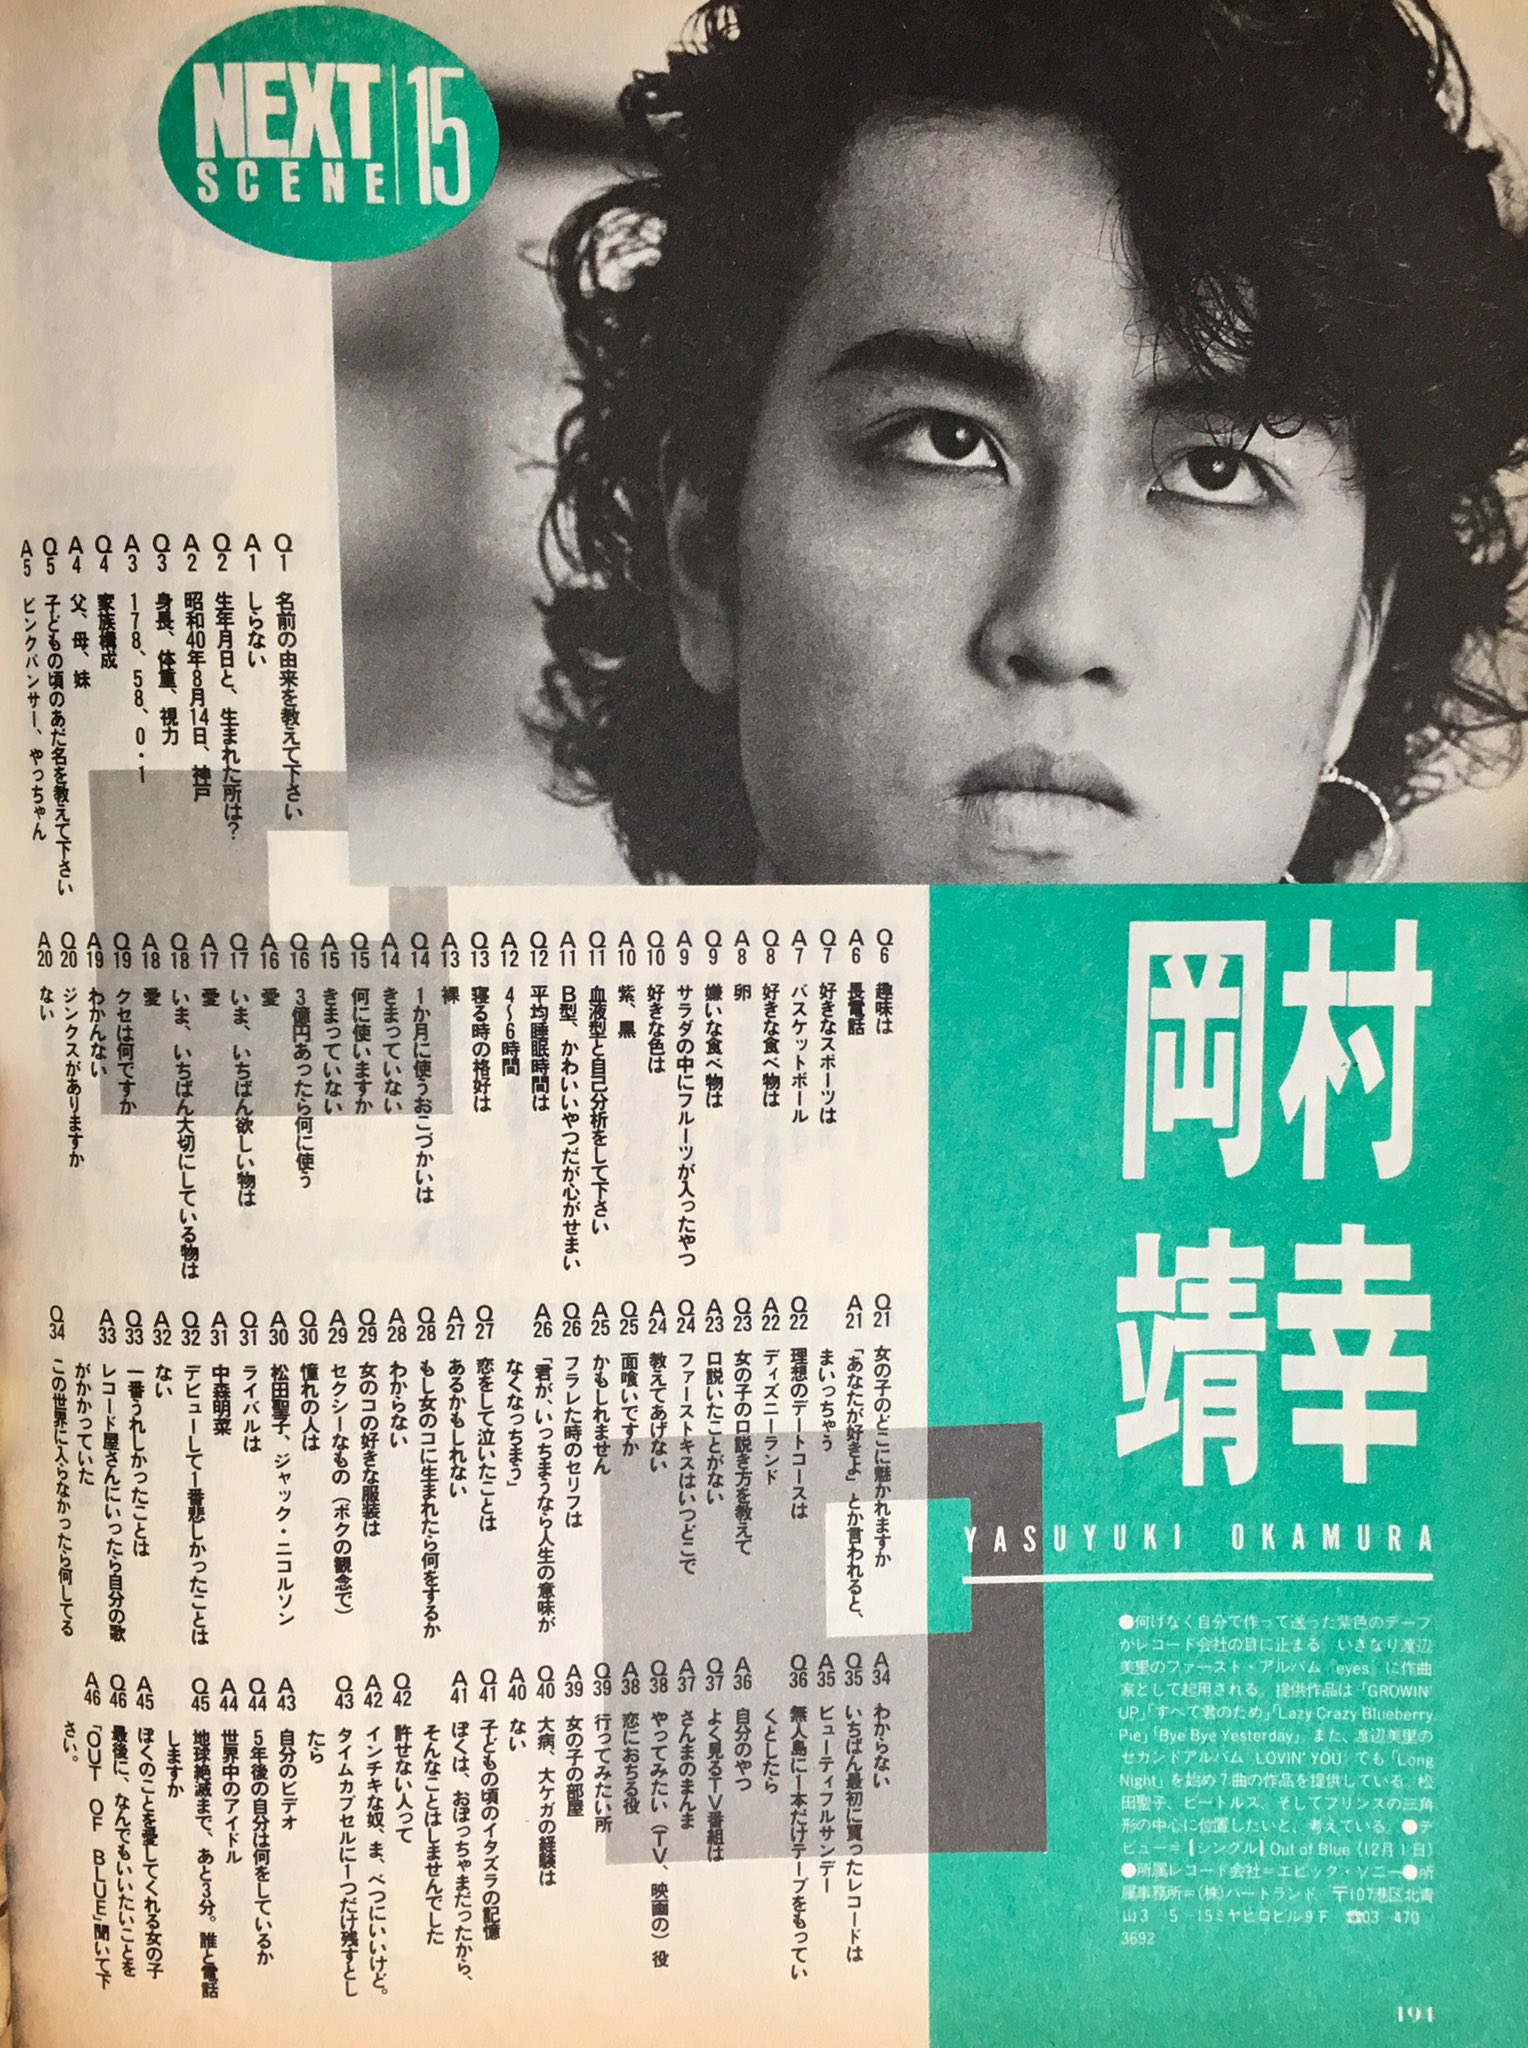 NEXT
SCENE
15
岡村
靖幸
YASUYUKI OKAMURA
●何げなく自分で作って送った紫色のテープ
がレコード会社の目に止まる。いきなり渡辺
美里のファースト・アルバム『eyes』に作曲
家として起用される。提供作品は「GROWIN'
UP」「すべて君のため」「Lazy Crazy Blueberry
Pie」「Bye Bye Yesterday」また、渡辺美里の
セカンドアルバム LOVIN' YOU』でも「Long
Night」を始め7曲の作品を提供している。松
田聖子、ビートルス、そしてプリンスの三角
形の中心に位置したいと、考えている。●デ
ビュー=【シングル】Out of Blue (12月1日)
●所属レコード会社=エピック・ソニー●所
属事務所=(株)ハートランド 〒107港区北青
山3-5-15ミヤヒロビル9F ☎03-470-
3692
Q1 名前の由来を教えて下さい
A1 しらない
Q2 生年月日と、生まれた所は?
A2 昭和40年8月14日、神戸
Q3 身長、体重、視力
A3 178、58、0・1
Q4 家族構成
A4 父、母、妹
Q5 子どもの頃のあだ名を教えて下さい
A5 ピンクパンサー、やっちゃん
Q6 趣味は
A6 長電話
Q7 好きなスポーツは
A7 バスケットボール
Q8 好きな食べ物は
A8 卵
Q9 嫌いな食べ物は
A9 サラダの中にフルーツが入ったやつ
Q10 好きな色は
A10 紫、黒
Q11 血液型と自己分析をして下さい
A11 B型、かわいいやつだが心がせまい
Q12 平均睡眠時間は
A12 4〜6時間
Q13 寝る時の格好は
A13 裸
Q14 1か月に使うおこづかいは
A14 きまっていない
Q15 何に使いますか
A15 きまっていない
Q16 3億円あったら何に使う
A16 愛
Q17 いま、いちばん欲しい物は
A17 愛
Q18 いま、いちばん大切にしている物は
A18 愛
Q19 クセは何ですか
A19 わかんない
Q20 ジンクスがありますか
A20 ない
Q21 女の子のどこに魅かれますか
A21 「あなたが好きよ」とか言われると、
まいっちゃう
Q22 理想のデートコースは
A22 ディズニーランド
Q23 女の子の口説き方を教えて
A23 口説いたことがない
Q24 ファーストキスはいつどこで
A24 教えてあげない
Q25 面喰いですか
A25 かもしれません
Q26 フラレた時のセリフは
A26 「君が、いっちまうなら人生の意味が
なくなっちまう」
Q27 恋をして泣いたことは
A27 あるかもしれない
Q28 もし女のコに生まれたら何をするか
A28 わからない
Q29 女のコの好きな服装は
A29 セクシーなもの(ボクの観念で)
Q30 憧れの人は
A30 松田聖子、ジャック・ニコルソン
Q31 ライバルは
A31 中森明菜
Q32 デビューして1番悲しかったことは
A32 ない
Q33 一番うれしかったことは
A33 レコード屋さんにいったら自分の歌
がかかっていた
Q34 この世界に入らなかったら何してる
A34 わからない
Q35 いちばん最初に買ったレコードは
A35 ビューティフルサンデー
Q36 無人島に1本だけテープをもってい
くとしたら
A36 自分のやつ
Q37 よく見るTV番組は
A37 さんまのまんま
Q38 やってみたい(TV、映画の)役
A38 恋におちる役
Q39 行ってみたい所
A39 女の子の部屋
Q40 大病、大ケガの経験は
A40 ない
Q41 子どもの頃のイタズラの記憶
A41 ぼくは、おぼっちゃまだったから、
そんなことはしませんでした
Q42 許せない人って
A42 インチキな奴、ま、べつにいいけど。
Q43 タイムカプセルに1つだけ残すとし
たら
A43 自分のビデオ
Q44 5年後の自分は何をしているか
A44 世界中のアイドル
Q45 地球絶滅まで、あと3分。誰と電話
しますか
A45 ぼくのことを愛してくれる女の子
Q46 最後に、なんでもいいたいことを
A46 「OUT OF BLUE」聞いて下
さい。
194